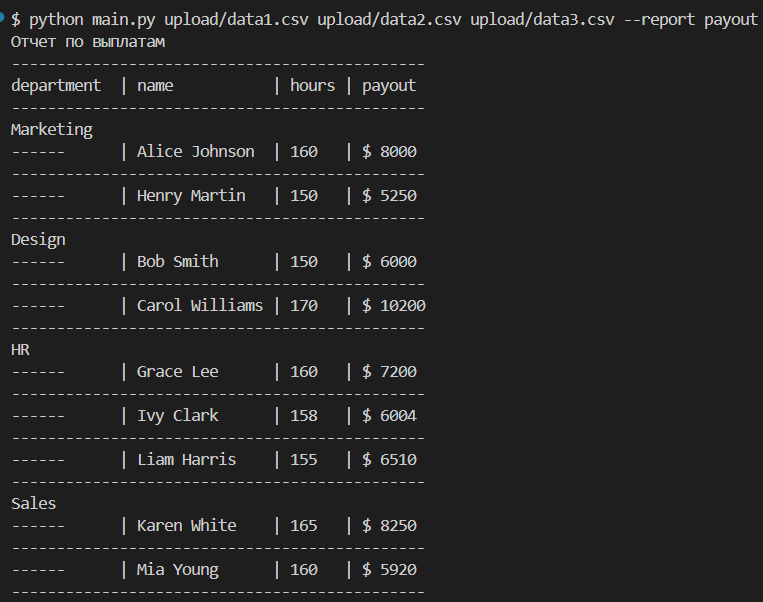 $ python main.py upload/data1.csv upload/data2.csv upload/data3.csv --report payout
Отчет по выплатам
----------------------------------------------
department  | name           | hours | payout
----------------------------------------------
Marketing
------      | Alice Johnson  | 160   | $ 8000
----------------------------------------------
------      | Henry Martin   | 150   | $ 5250
----------------------------------------------
Design
------      | Bob Smith      | 150   | $ 6000
----------------------------------------------
------      | Carol Williams | 170   | $ 10200
----------------------------------------------
HR
------      | Grace Lee      | 160   | $ 7200
----------------------------------------------
------      | Ivy Clark      | 158   | $ 6004
----------------------------------------------
------      | Liam Harris    | 155   | $ 6510
----------------------------------------------
Sales
------      | Karen White    | 165   | $ 8250
----------------------------------------------
------      | Mia Young      | 160   | $ 5920
----------------------------------------------